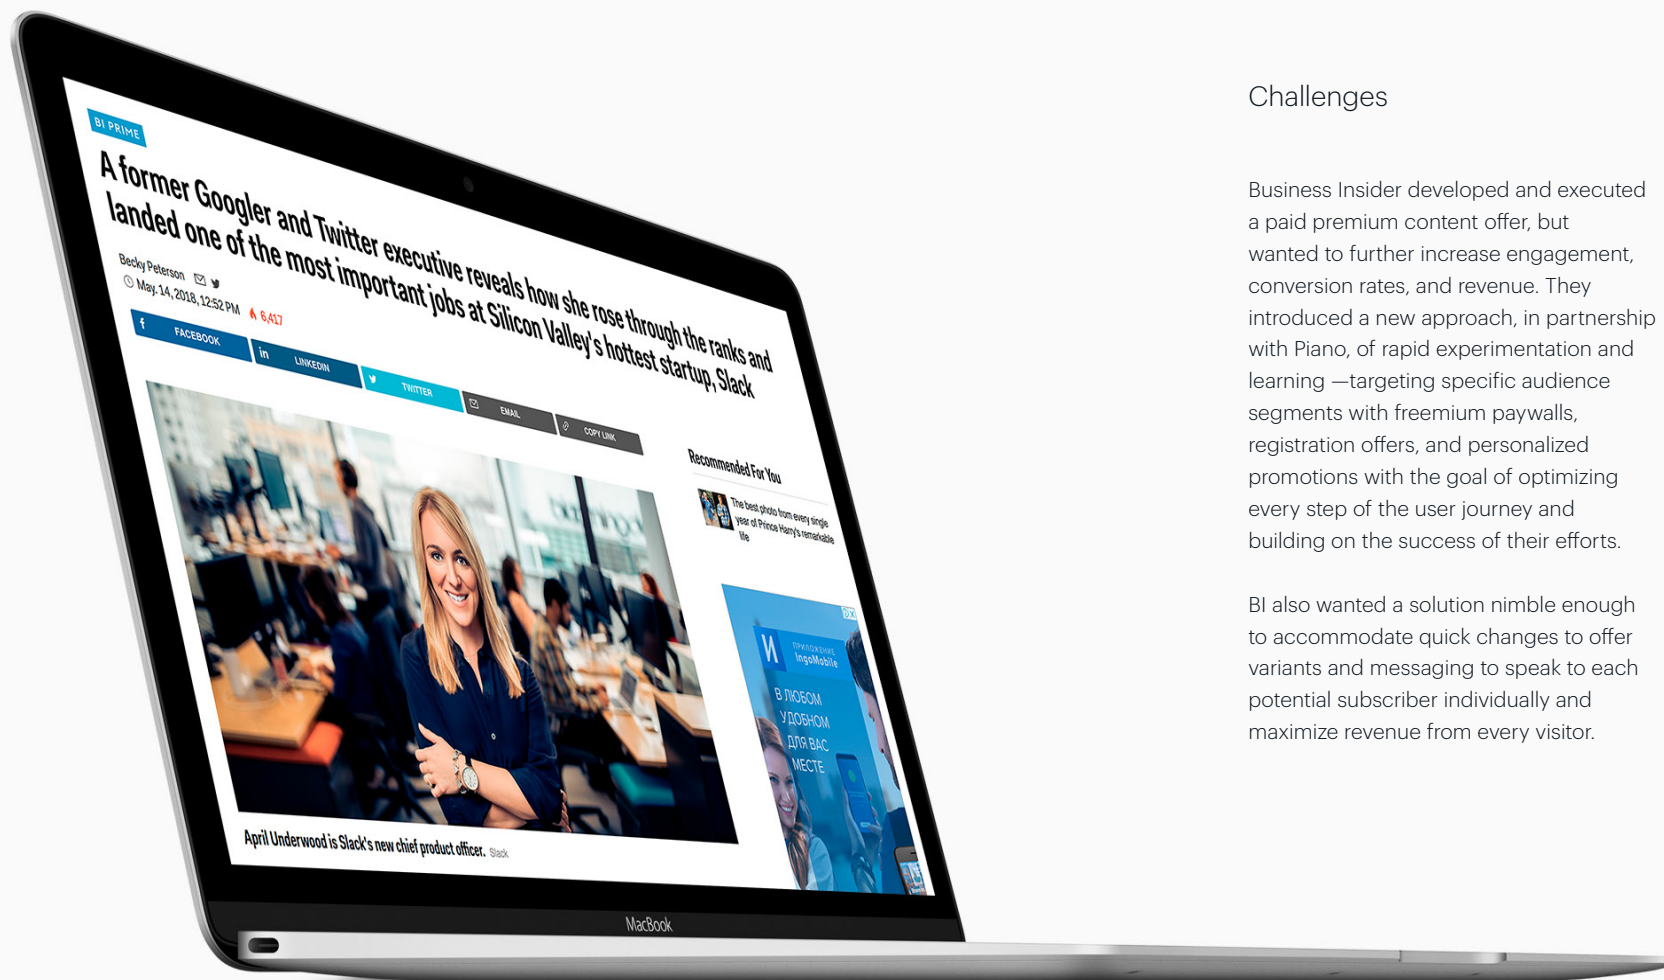 BI PRIME
A former Googler and Twitter executive reveals how she rose through the ranks and
landed one of the most important jobs at Silicon Valley's hottest startup, Slack
Becky Peterson
May. 14, 2018, 12:52 PM 6,417
FACEBOOK
LINKEDIN
TWITTER
EMAIL
COPY LINK
April Underwood is Slack's new chief product officer. Slack
Recommended For You
The best photo from every single
year of Prince Harry's remarkable
life
И
ПРИЛОЖЕНИЕ
IngoMobile
В ЛЮБОМ
УДОБНОМ
ДЛЯ ВАС
МЕСТЕ
MacBook
Challenges
Business Insider developed and executed
a paid premium content offer, but
wanted to further increase engagement,
conversion rates, and revenue. They
introduced a new approach, in partnership
with Piano, of rapid experimentation and
learning —targeting specific audience
segments with freemium paywalls,
registration offers, and personalized
promotions with the goal of optimizing
every step of the user journey and
building on the success of their efforts.
BI also wanted a solution nimble enough
to accommodate quick changes to offer
variants and messaging to speak to each
potential subscriber individually and
maximize revenue from every visitor.